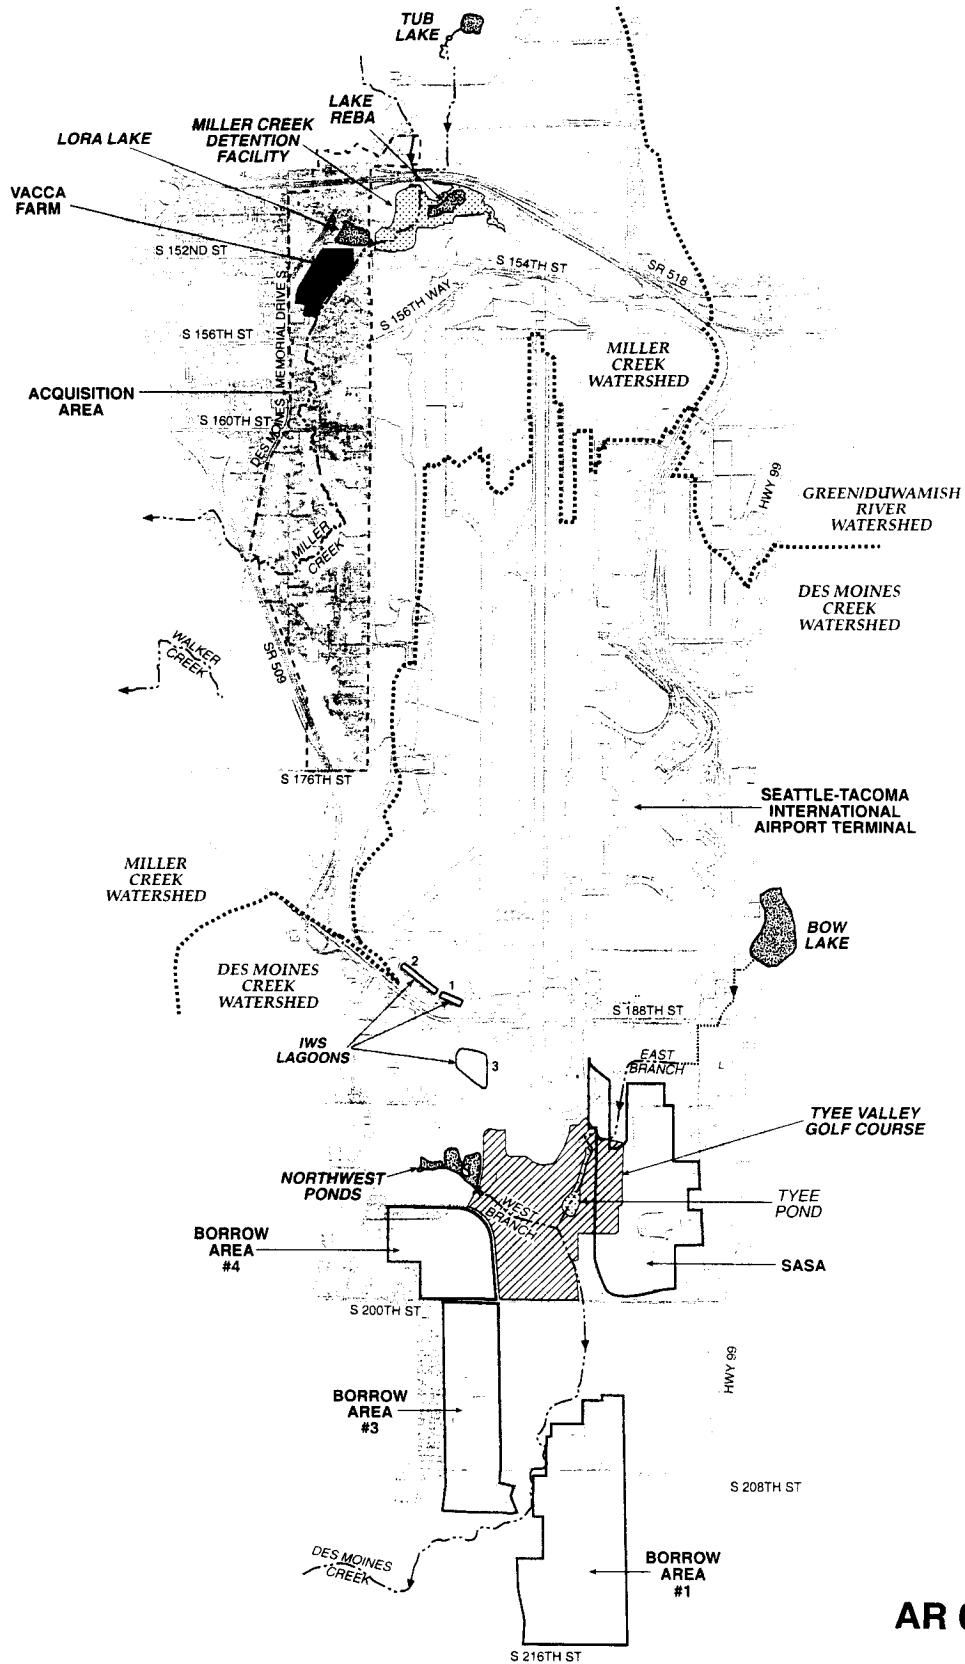 TUB
LAKE
LAKE
REBA
MILLER CREEK
DETENTION
FACILITY
LORA LAKE
VACCA
FARM
S 152ND ST
S 154TH ST
SR 518
S 156TH WAY
S 156TH ST
DES MOINES MEMORIAL DRIVE S
MILLER
CREEK
WATERSHED
ACQUISITION
AREA
S 160TH ST
HWY 99
GREEN/DUWAMISH
RIVER
WATERSHED
MILLER
CREEK
DES MOINES
CREEK
WATERSHED
WALKER
CREEK
SR 509
S 176TH ST
SEATTLE-TACOMA
INTERNATIONAL
AIRPORT TERMINAL
MILLER
CREEK
WATERSHED
BOW
LAKE
DES MOINES
CREEK
WATERSHED
2
1
S 188TH ST
IWS
LAGOONS
3
EAST
BRANCH
L
TYEE VALLEY
GOLF COURSE
NORTHWEST
PONDS
WEST
BRANCH
TYEE
POND
BORROW
AREA
#4
SASA
S 200TH ST
HWY 99
BORROW
AREA
#3
S 208TH ST
DES MOINES
CREEK
BORROW
AREA
#1
AR
S 216TH ST